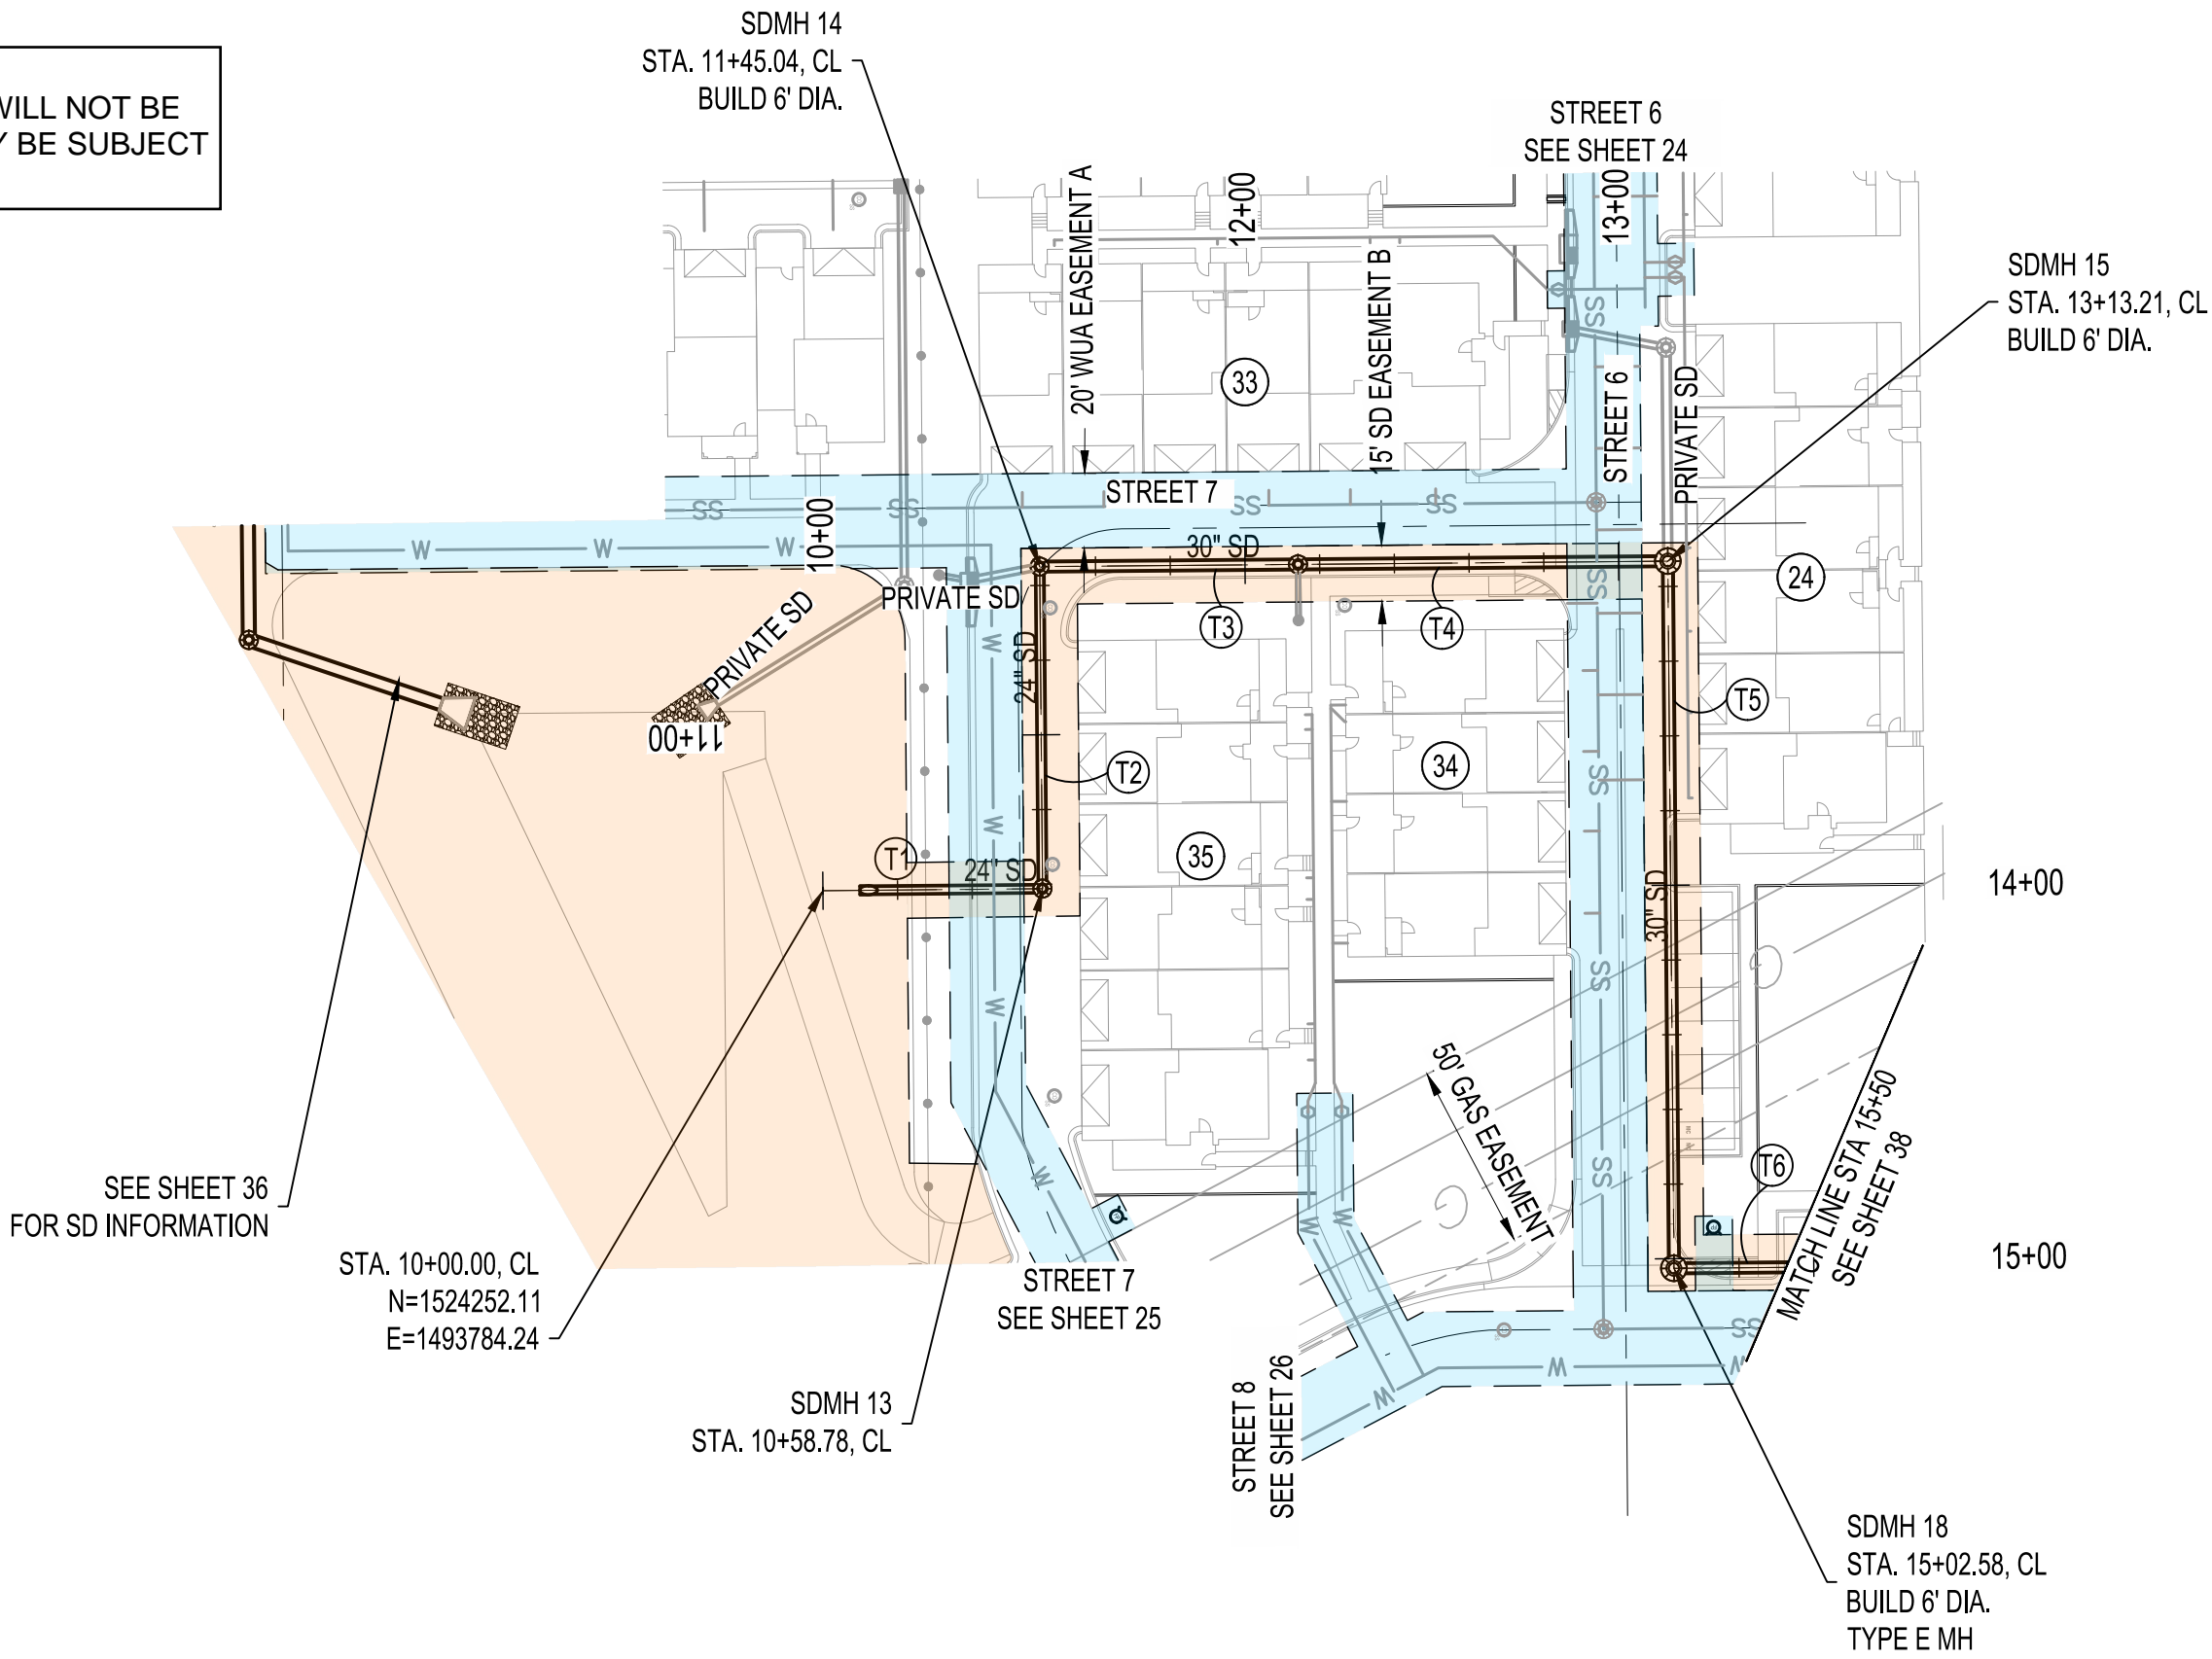 WILL NOT BE
BE SUBJECT
SDMH 14
STA. 11+45.04, CL
BUILD 6' DIA.
STREET 6
SEE SHEET 24
SDMH 15
STA. 13+13.21, CL
BUILD 6' DIA.
20' WUA EASEMENT A
12+00
15' SD EASEMENT B
13+00
STREET 6
PRIVATE SD
33
SS
SS
SS
SS
SS
STREET 7
10+00
W
W
W
30" SD
SS
24
PRIVATE SD
PRIVATE SD
T3
T4
W
24" SD
T5
11+00
T2
34
SS
SS
W
T1
24" SD
35
14+00
30" SD
SS
G
W
50' GAS EASEMENT
MATCH LINE STA 15+50
SEE SHEET 38
T6
SS
W
G
W
W
SEE SHEET 36
FOR SD INFORMATION
15+00
STA. 10+00.00, CL
N=1524252.11
E=1493784.24
STREET 7
SEE SHEET 25
SS
W
W
W
SDMH 13
STA. 10+58.78, CL
STREET 8
SEE SHEET 26
SDMH 18
STA. 15+02.58, CL
BUILD 6' DIA.
TYPE E MH